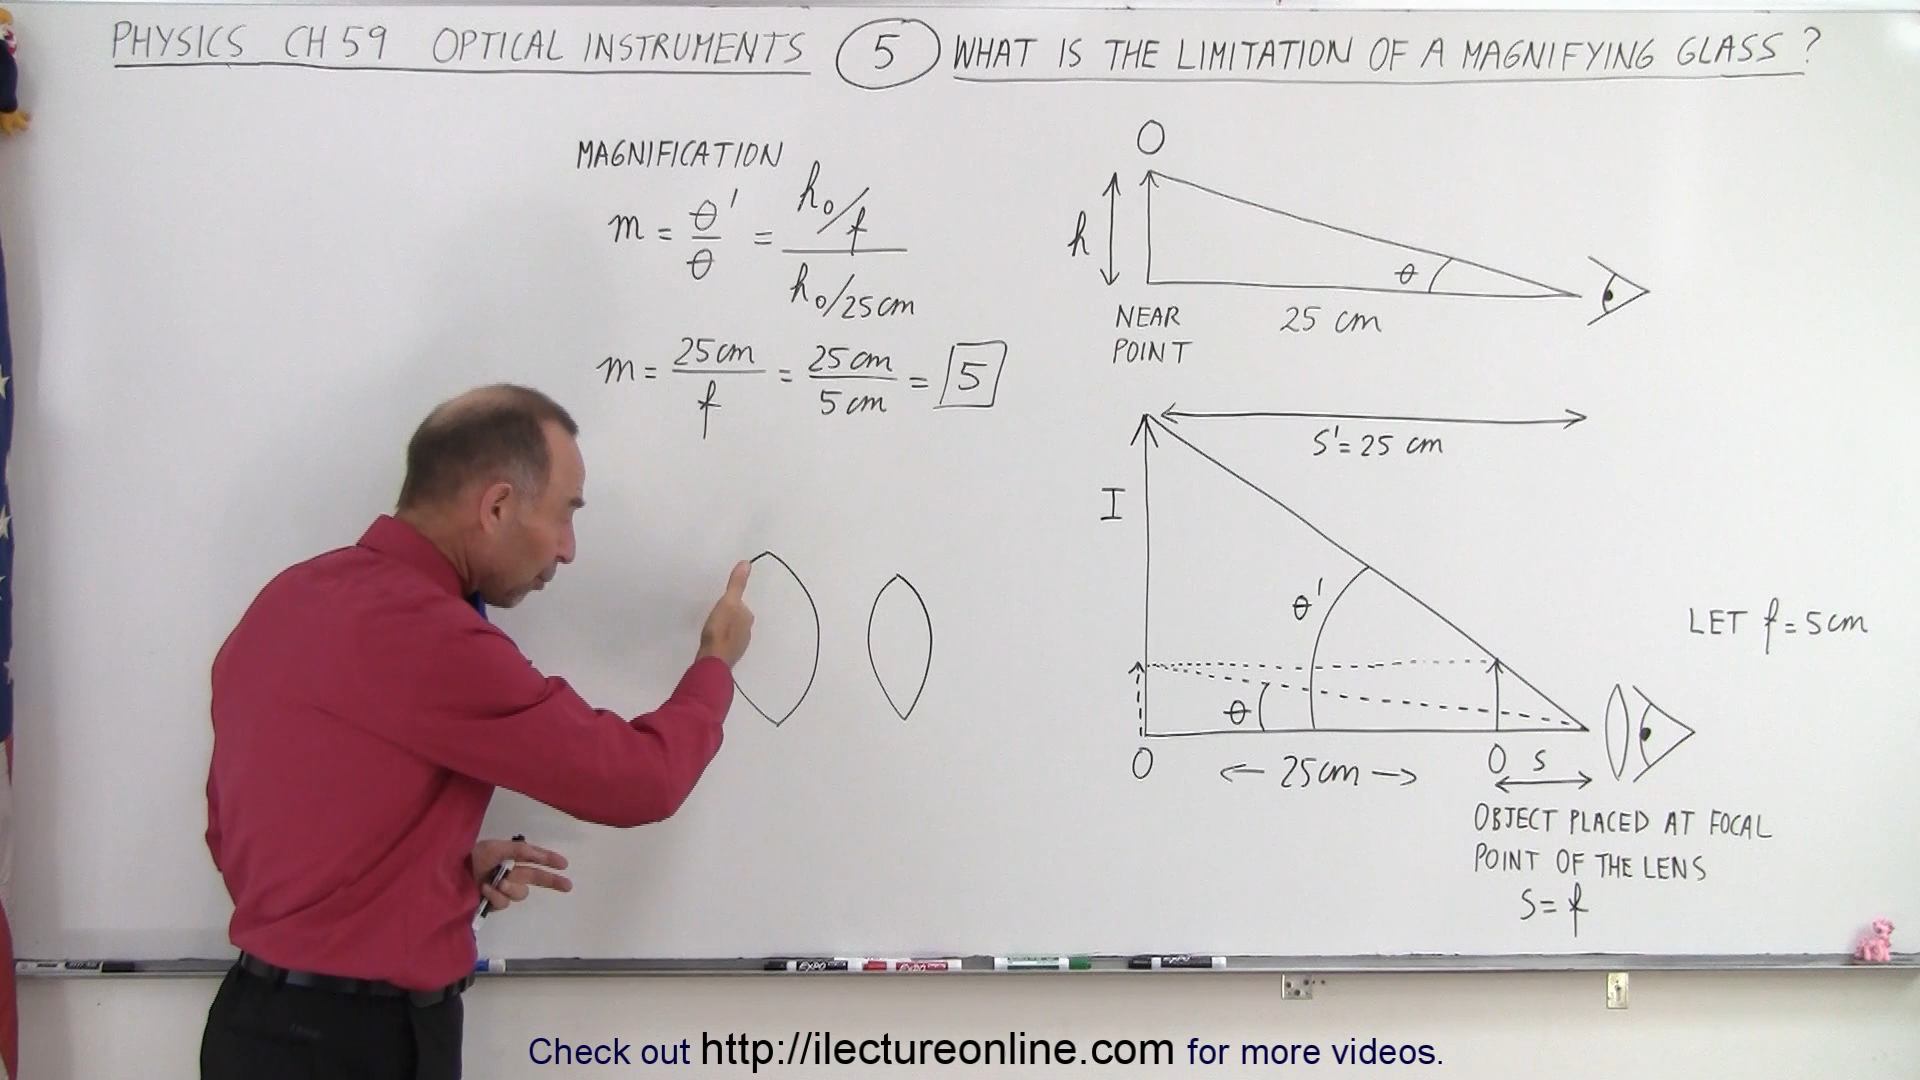 PHYSICS CH 59 OPTICAL INSTRUMENTS 5 WHAT IS THE LIMITATION OF A MAGNIFYING GLASS ?
MAGNIFICATION
m = θ'/θ = (h₀/f)/(h₀/25cm)
m = 25cm/f = 25cm/5cm = 5
O
h
θ
NEAR
POINT
25 cm
S'= 25 cm
I
θ'
θ
O
← 25cm →
O S
LET f = 5cm
OBJECT PLACED AT FOCAL
POINT OF THE LENS
S = f
EXPO
Check out http://ilectureonline.com for more videos.